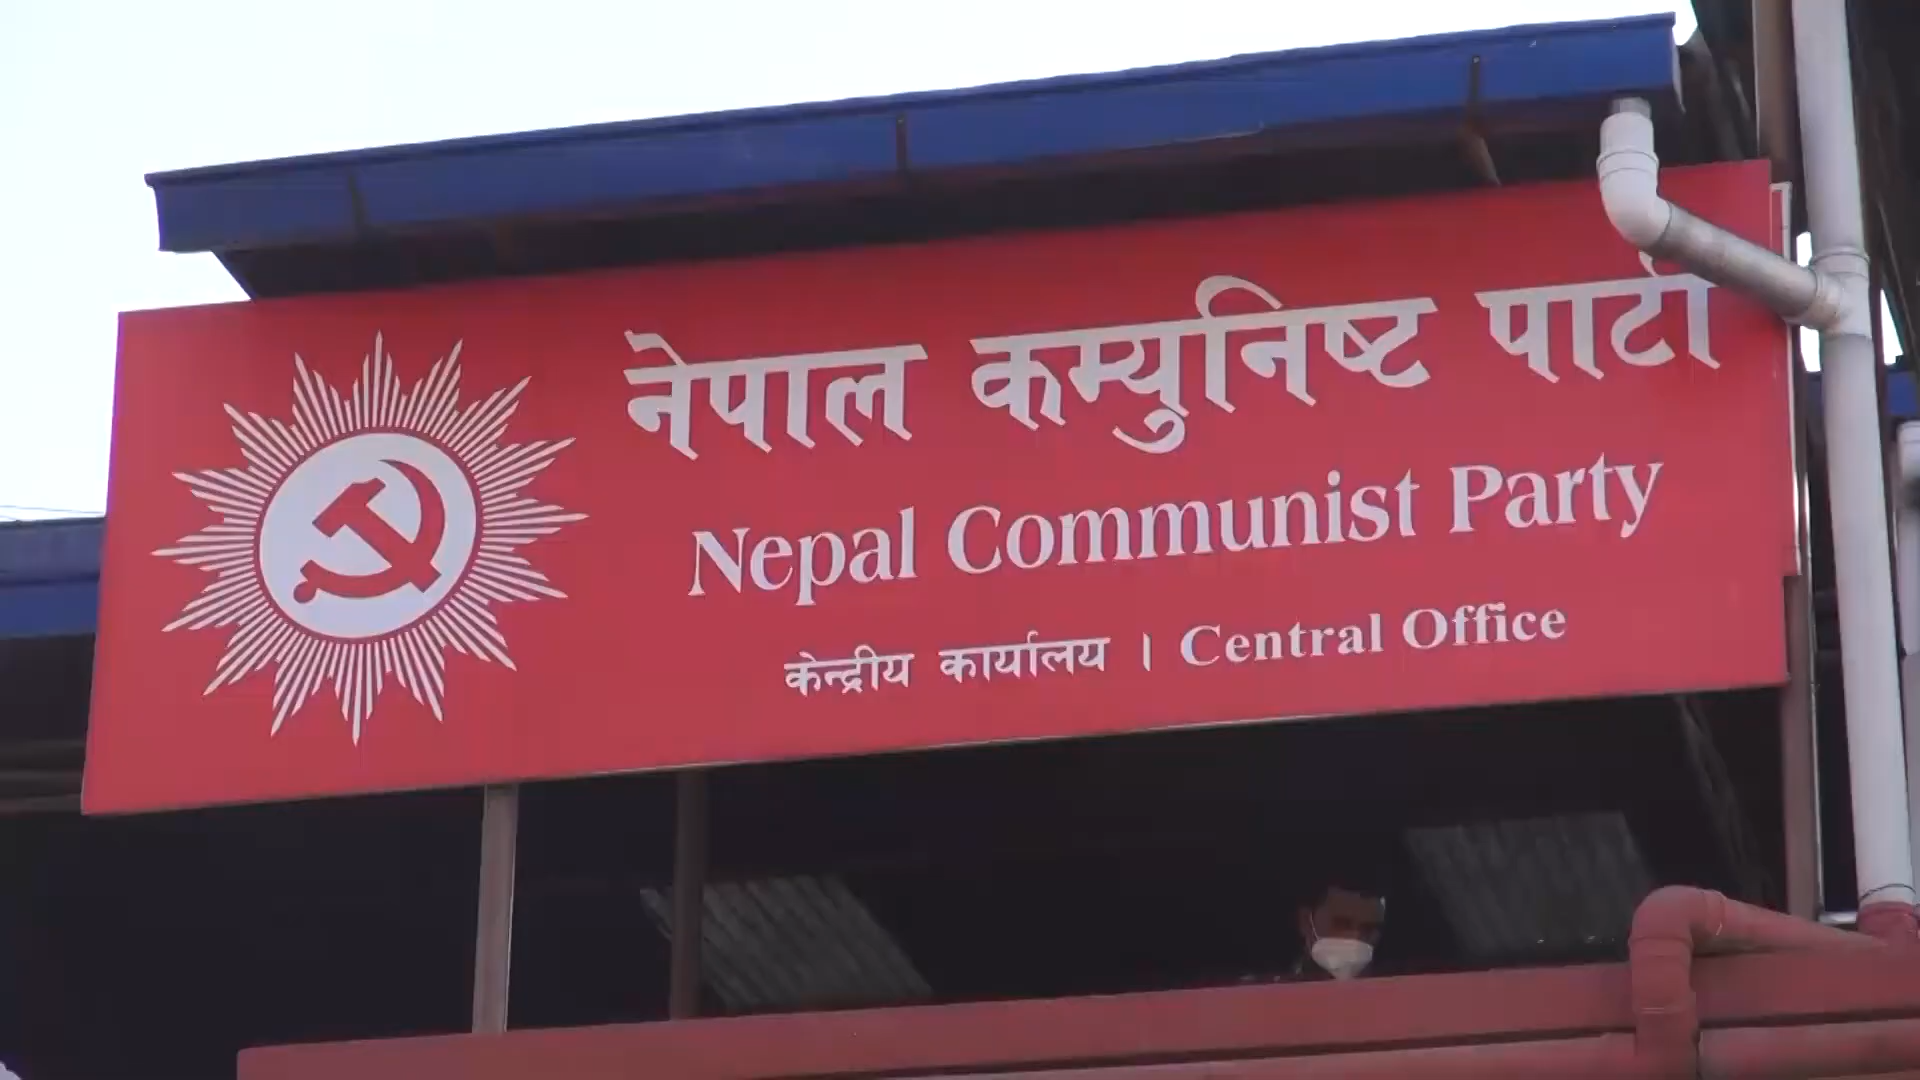 नेपाल कम्युनिष्ट पार्टी
Nepal Communist Party
केन्द्रीय कार्यालय । Central Office